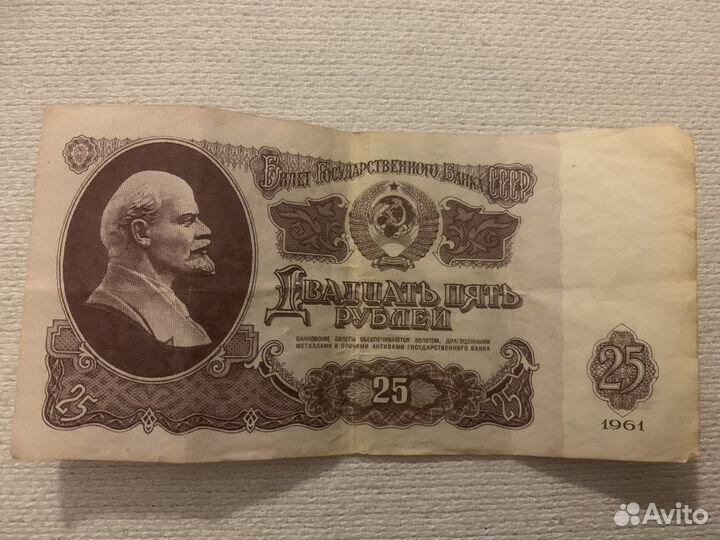 Билет Государственного Банка СССР
Двадцать пять
рублей
Банковские билеты обеспечиваются золотом, драгоценными
металлами и прочими активами Государственного банка
25
25
25
25
1961
Avito